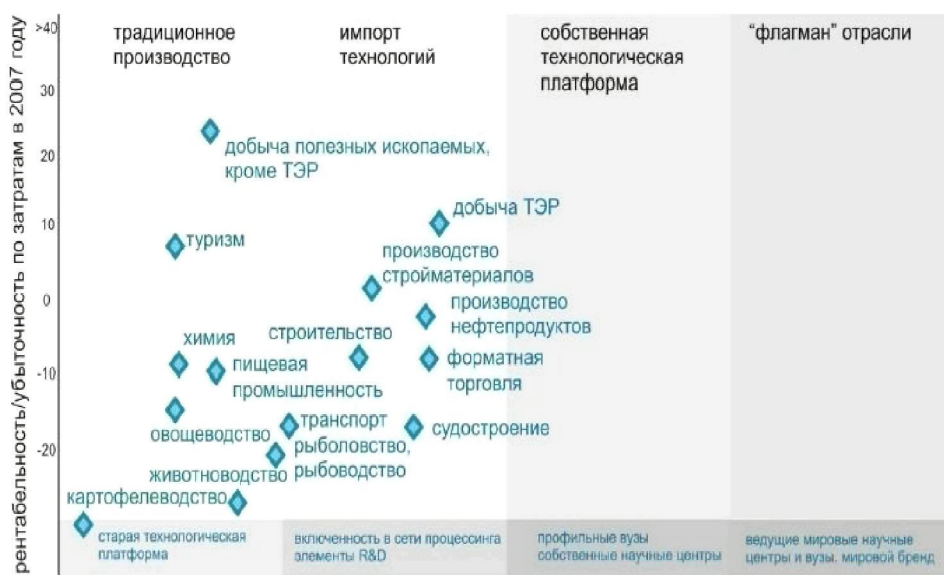 рентабельность/убыточность по затратам в 2007 году
>40
30
20
10
0
-10
-20
традиционное
производство
импорт
технологий
собственная
технологическая
платформа
“флагман” отрасли
добыча полезных ископаемых,
кроме ТЭР
добыча ТЭР
туризм
производство
стройматериалов
производство
нефтепродуктов
строительство
химия
пищевая
промышленность
форматная
торговля
овощеводство
транспорт
рыболовство,
рыбоводство
судостроение
животноводство
картофелеводство
старая технологическая
платформа
включенность в сети процессинга
элементы R&D
профильные вузы
собственные научные центры
ведущие мировые научные
центры и вузы. мировой бренд